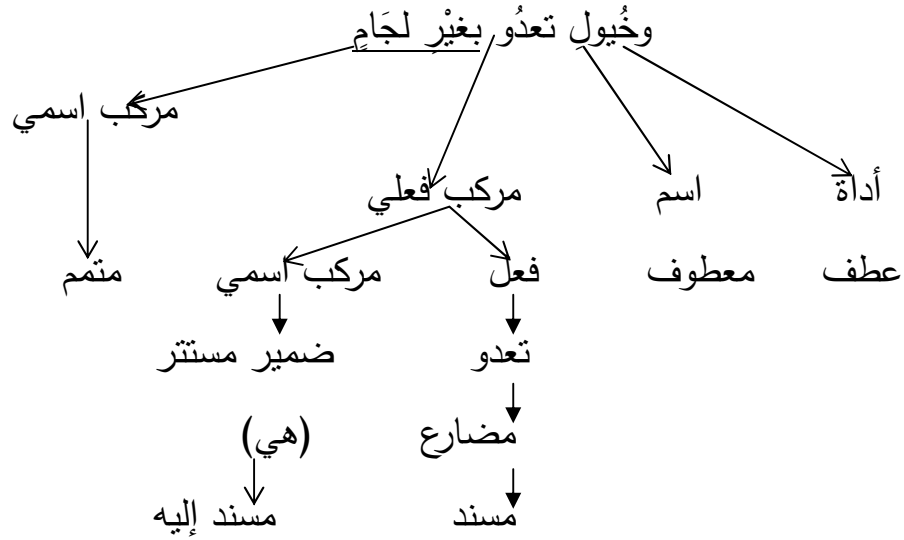 وخُيولِ تعدُو بغيْرِ لجَامٍ
مركب اسمي
أداة اسم مركب فعلي
عطف معطوف فعل مركب اسمي متمم
تعدو ضمير مستتر
مضارع (هي)
مسند مسند إليه